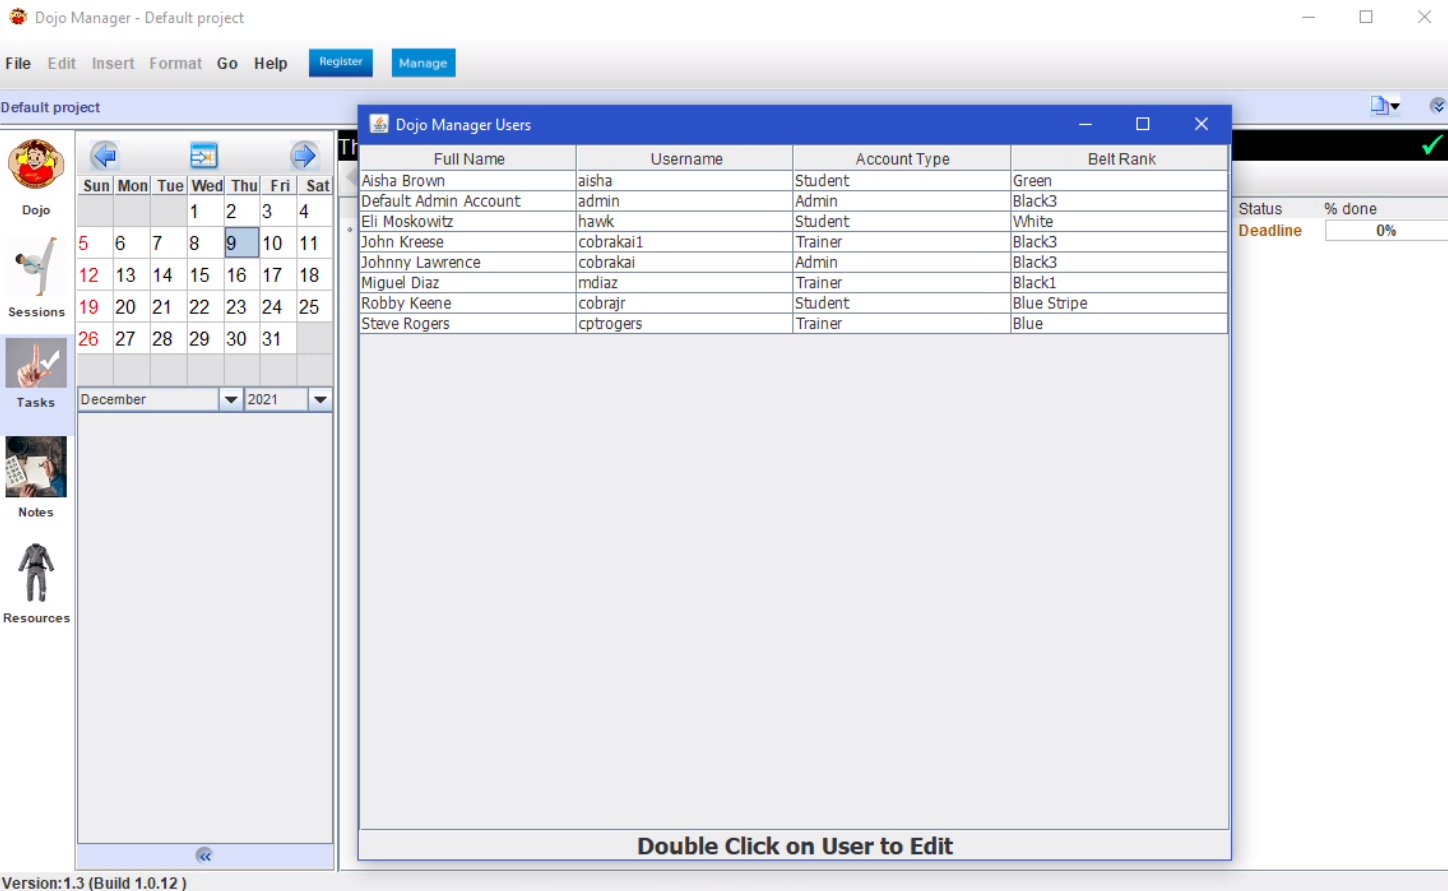 Dojo Manager - Default project
File Edit Insert Format Go Help Register Manage
Default project
Dojo
Sessions
Tasks
Notes
Resources
Sun Mon Tue Wed Thu Fri Sat
1 2 3 4
5 6 7 8 9 10 11
12 13 14 15 16 17 18
19 20 21 22 23 24 25
26 27 28 29 30 31
December 2021
Th
Dojo Manager Users
Full Name Username Account Type Belt Rank
Aisha Brown aisha Student Green
Default Admin Account admin Admin Black3
Eli Moskowitz hawk Student White
John Kreese cobrakai1 Trainer Black3
Johnny Lawrence cobrakai Admin Black3
Miguel Diaz mdiaz Trainer Black1
Robby Keene cobrajr Student Blue Stripe
Steve Rogers cptrogers Trainer Blue
Double Click on User to Edit
Status % done
Deadline 0%
Version:1.3 (Build 1.0.12 )